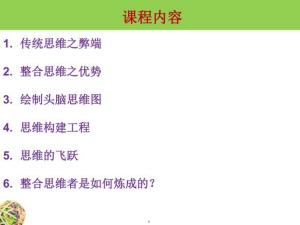 课程内容
1. 传统思维之弊端
2. 整合思维之优势
3. 绘制头脑思维图
4. 思维构建工程
5. 思维的飞跃
6. 整合思维者是如何炼成的？